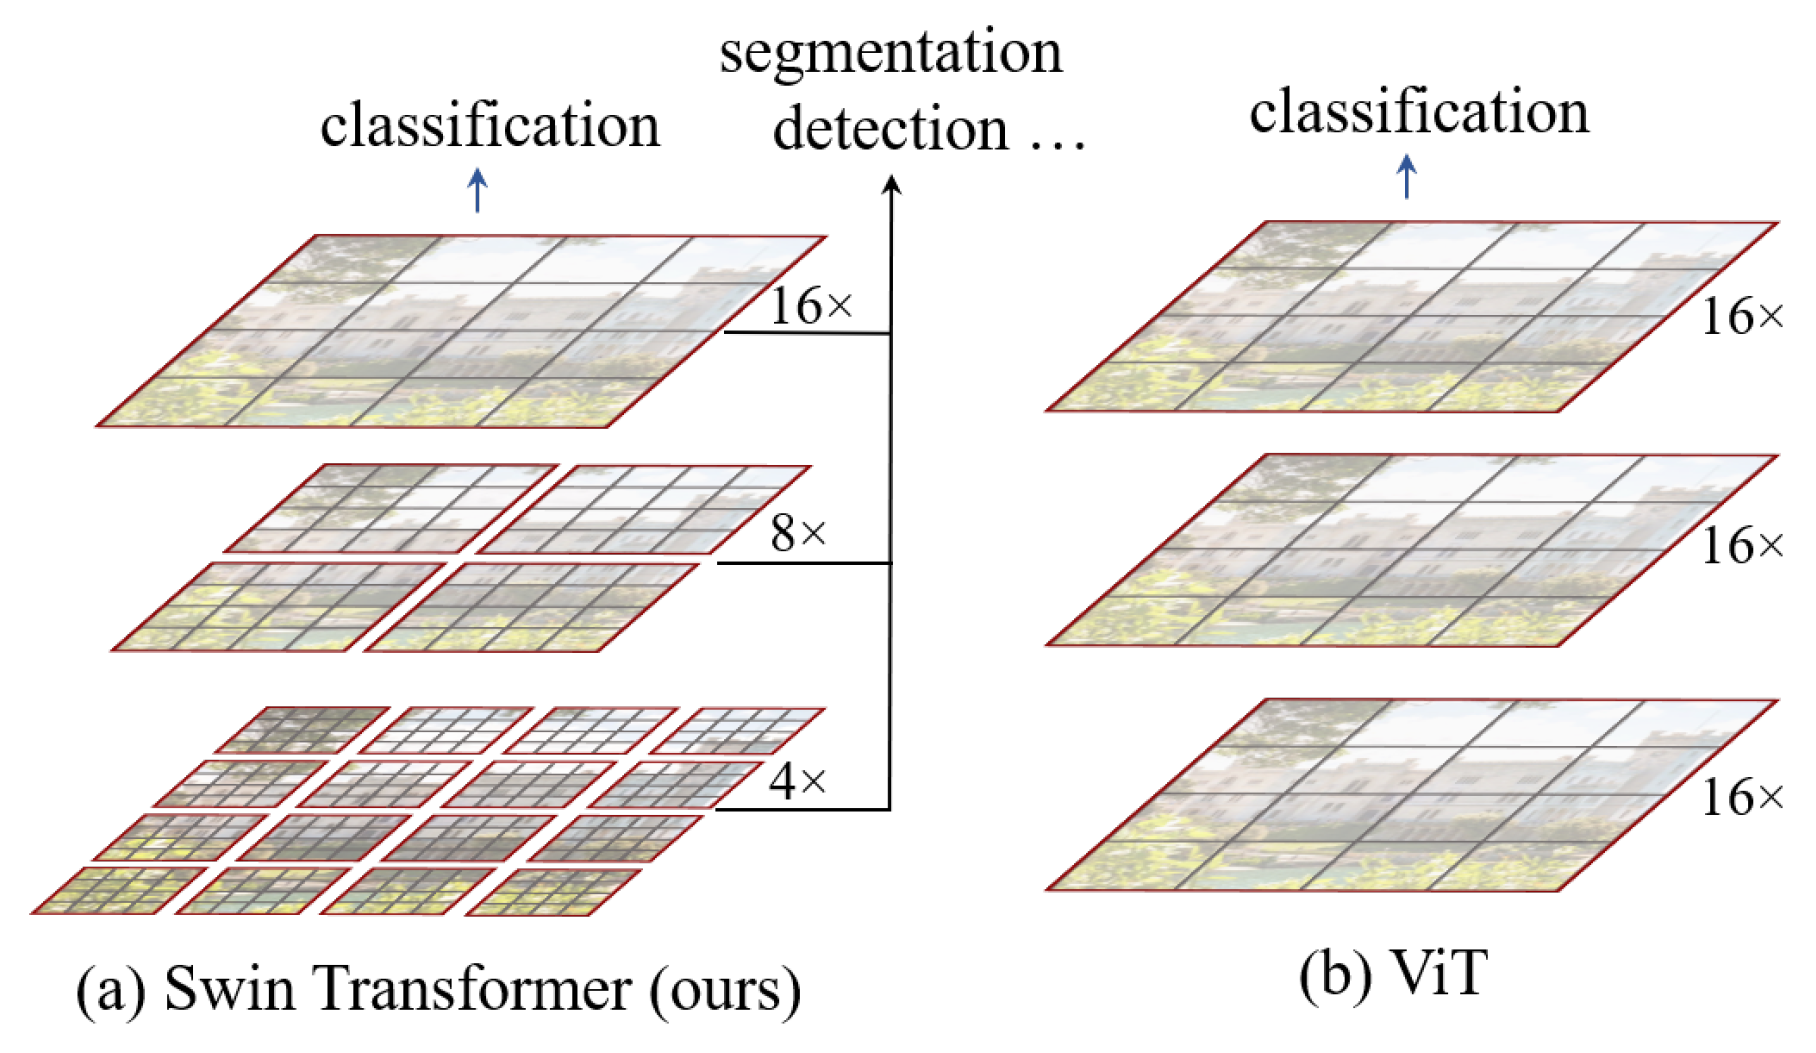 segmentation
detection …
classification
16×
8×
4×
(a) Swin Transformer (ours)
classification
16×
16×
16×
(b) ViT